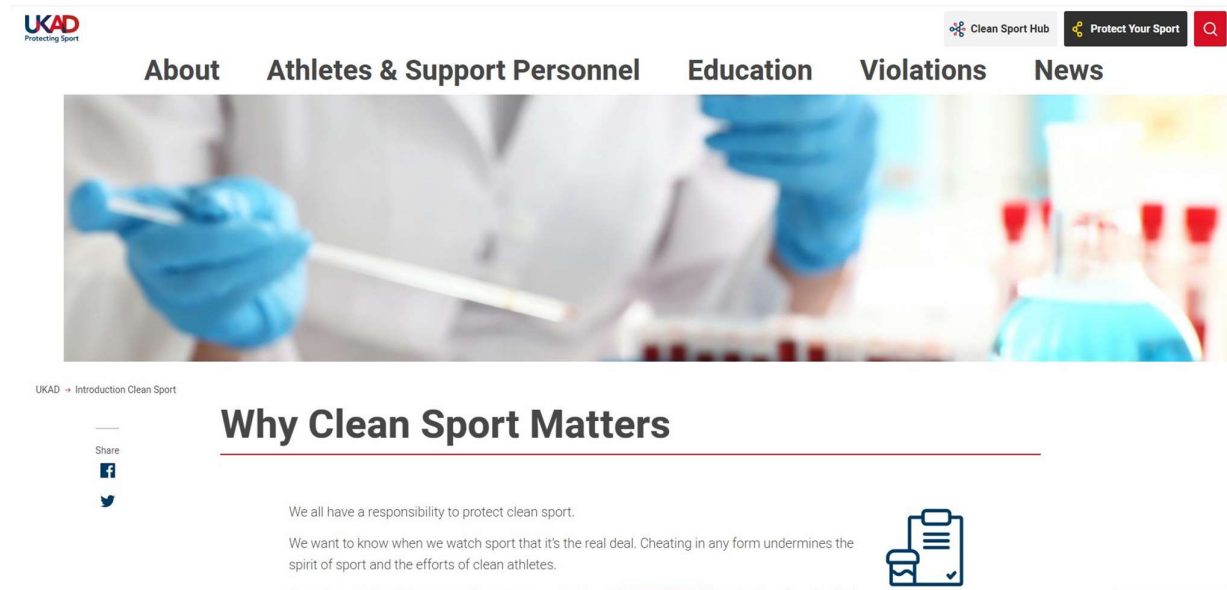 UKAD
Protecting Sport
Clean Sport Hub
Protect Your Sport
About Athletes & Support Personnel Education Violations News
UKAD → Introduction Clean Sport
Why Clean Sport Matters
Share
We all have a responsibility to protect clean sport.
We want to know when we watch sport that it's the real deal. Cheating in any form undermines the
spirit of sport and the efforts of clean athletes.